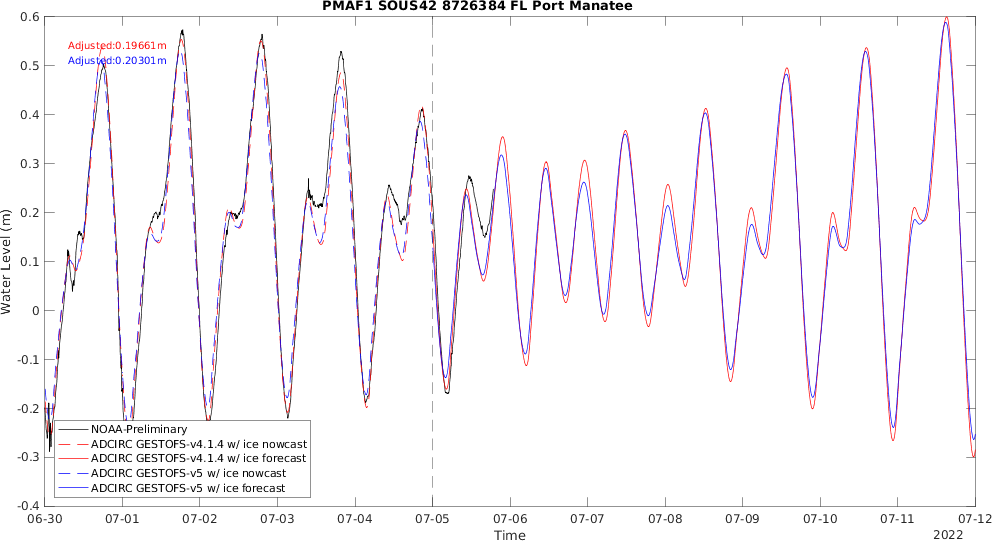 PMAF1 SOUS42 8726384 FL Port Manatee
0.6
Adjusted:0.19661m
Adjusted:0.20301m
0.5
0.4
0.3
0.2
0.1
0
-0.1
-0.2
-0.3
-0.4
Water Level (m)
NOAA-Preliminary
ADCIRC GESTOFS-v4.1.4 w/ ice nowcast
ADCIRC GESTOFS-v4.1.4 w/ ice forecast
ADCIRC GESTOFS-v5 w/ ice nowcast
ADCIRC GESTOFS-v5 w/ ice forecast
06-30 07-01 07-02 07-03 07-04 07-05 07-06 07-07 07-08 07-09 07-10 07-11 07-12
Time
2022